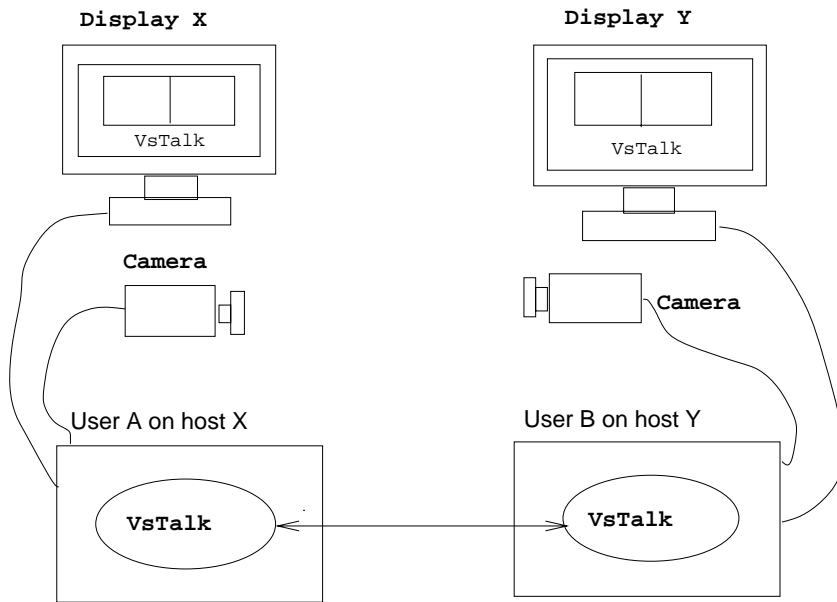 Display X
Display Y
VsTalk
VsTalk
Camera
Camera
User A on host X
User B on host Y
VsTalk
VsTalk